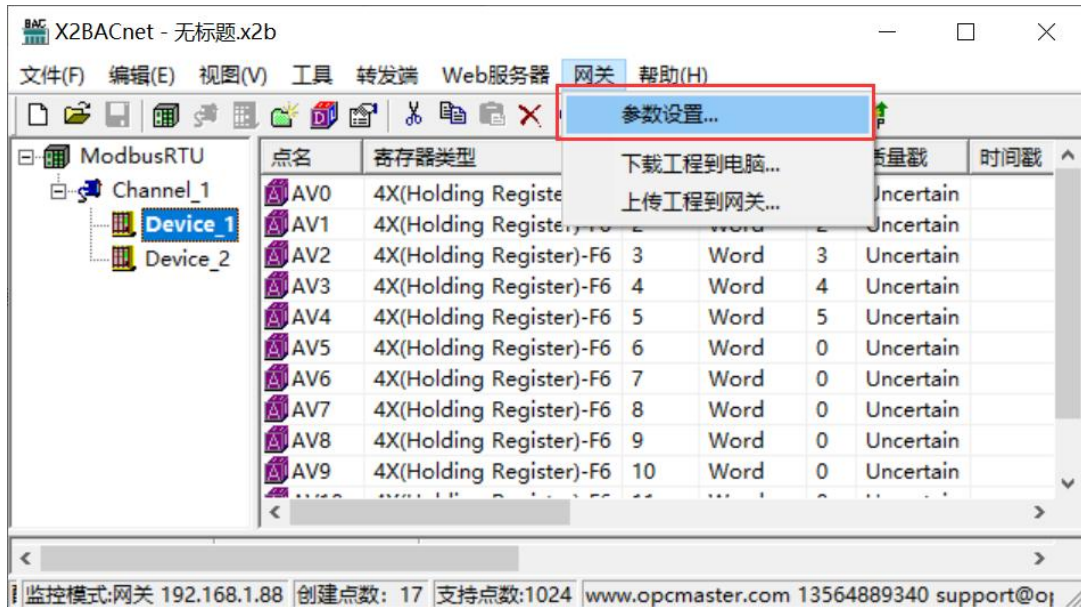 BAC
X2BACnet - 无标题.x2b
文件(F) 编辑(E) 视图(V) 工具 转发端 Web服务器 网关 帮助(H)
参数设置...
下载工程到电脑...
上传工程到网关...
ModbusRTU
Channel_1
Device_1
Device_2
点名 寄存器类型 质量戳 时间戳
AV0 4X(Holding Registe Uncertain
AV1 4X(Holding Register)-F6 2 Word 2 Uncertain
AV2 4X(Holding Register)-F6 3 Word 3 Uncertain
AV3 4X(Holding Register)-F6 4 Word 4 Uncertain
AV4 4X(Holding Register)-F6 5 Word 5 Uncertain
AV5 4X(Holding Register)-F6 6 Word 0 Uncertain
AV6 4X(Holding Register)-F6 7 Word 0 Uncertain
AV7 4X(Holding Register)-F6 8 Word 0 Uncertain
AV8 4X(Holding Register)-F6 9 Word 0 Uncertain
AV9 4X(Holding Register)-F6 10 Word 0 Uncertain
监控模式:网关 192.168.1.88 创建点数: 17 支持点数:1024 www.opcmaster.com 13564889340 support@o